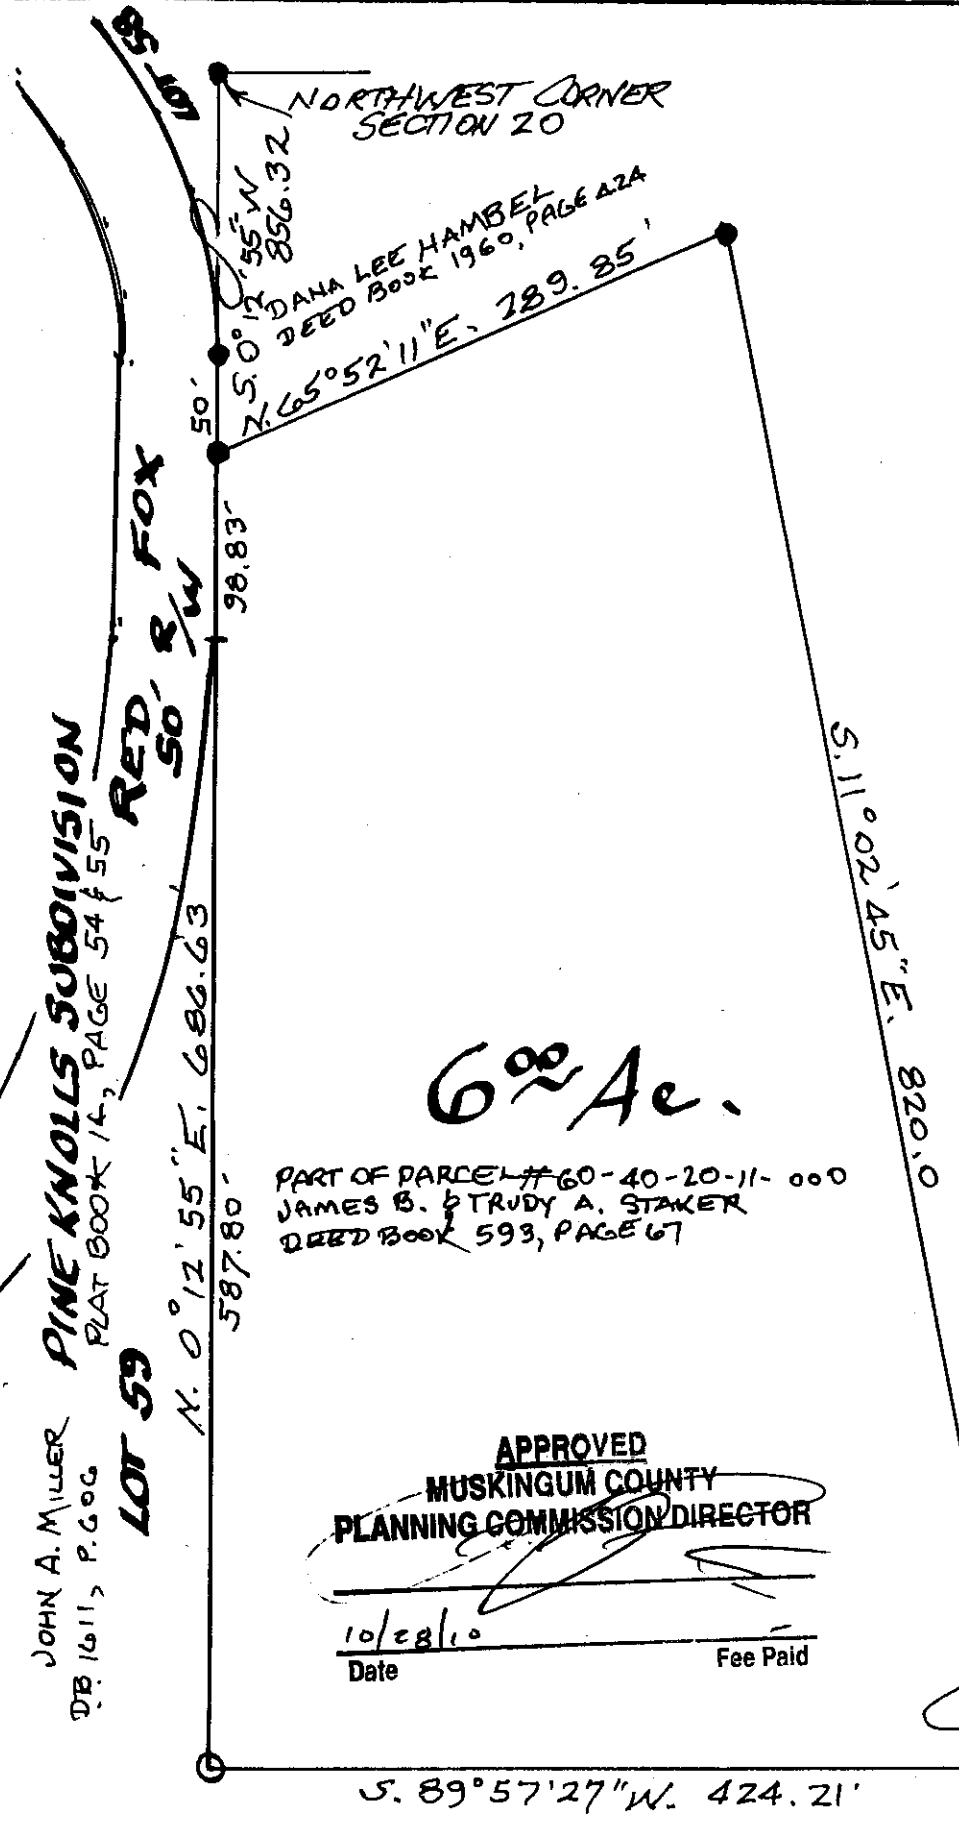 LOT 58
NORTHWEST CORNER
SECTION 20
S. 0°12'55" W
856.32
DANA LEE HAMBEL
DEED BOOK 1960, PAGE 424
N. 65°52'11" E. 289.85'
50'
98.83'
RED FOX
50' R/W
PINE KNOLLS SUBDIVISION
PLAT BOOK 14, PAGE 54 & 55
N. 0°12'55" E. 686.63'
587.80'
S. 11°02'45" E. 820.0
6 00 Ac.
PART OF PARCEL # 60-40-20-11-000
JAMES B. & TRUDY A. STAKER
DEED BOOK 593, PAGE 67
LOT 59
JOHN A. MILLER
DB 1611, P. 606
APPROVED
MUSKINGUM COUNTY
PLANNING COMMISSION DIRECTOR
10/28/10
Date Fee Paid
S. 89°57'27" W. 424.21'